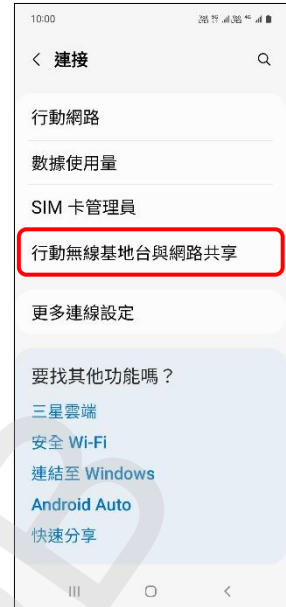 10:00
連接
行動網路
數據使用量
SIM 卡管理員
行動無線基地台與網路共享
更多連線設定
要找其他功能嗎？
三星雲端
安全 Wi-Fi
連結至 Windows
Android Auto
快速分享